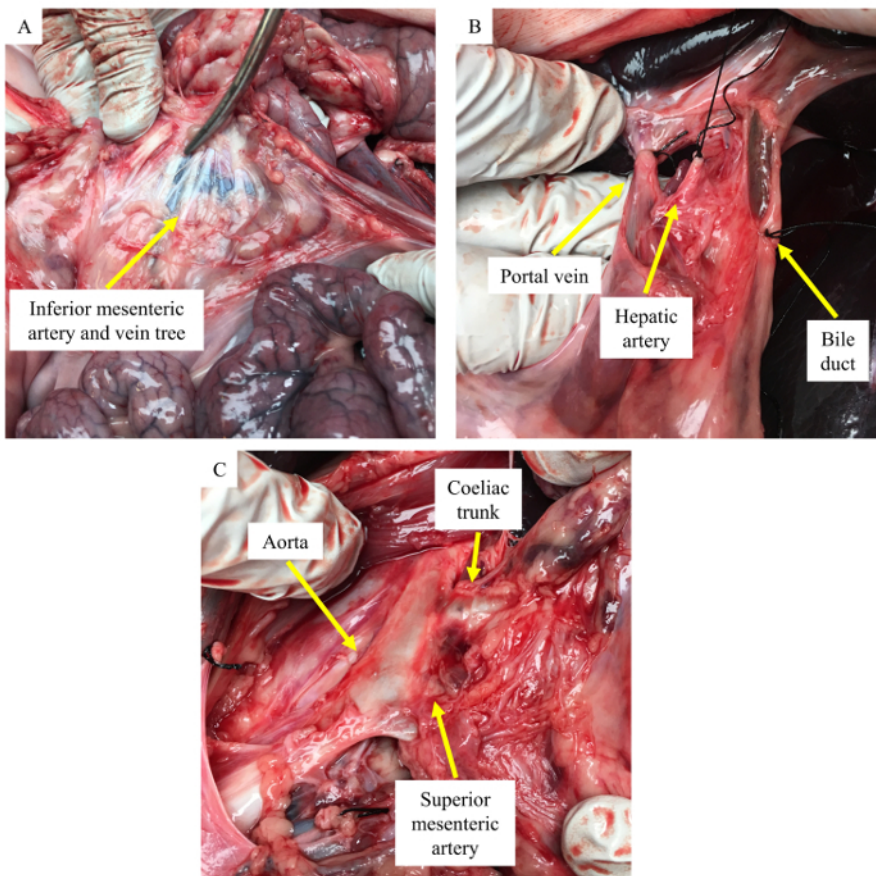 A
Inferior mesenteric
artery and vein tree
B
Portal vein
Hepatic
artery
Bile
duct
C
Coeliac
trunk
Aorta
Superior
mesenteric
artery